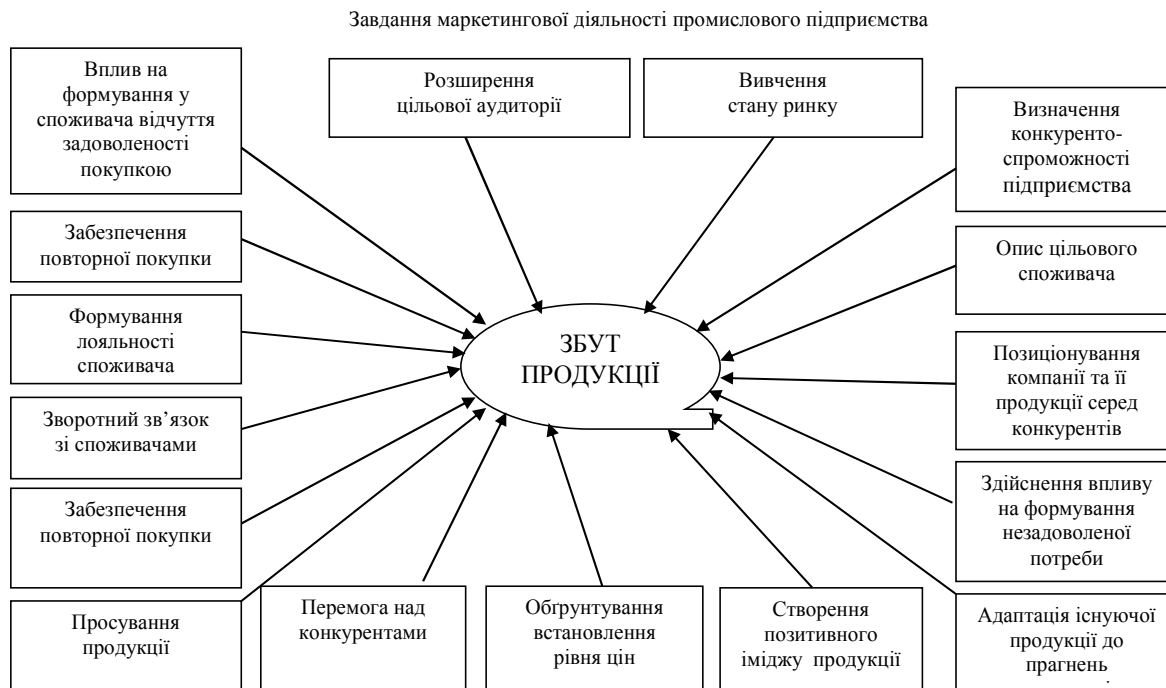 Завдання маркетингової діяльності промислового підприємства
Вплив на
формування у
споживача відчуття
задоволеності
покупкою
Розширення
цільової аудиторії
Вивчення
стану ринку
Визначення
конкуренто-
спроможності
підприємства
Забезпечення
повторної покупки
Опис цільового
споживача
Формування
лояльності
споживача
ЗБУТ
ПРОДУКЦІЇ
Позиціонування
компанії та її
продукції серед
конкурентів
Зворотний зв’язок
зі споживачами
Здійснення впливу
на формування
незадоволеної
потреби
Забезпечення
повторної покупки
Просування
продукції
Перемога над
конкурентами
Обґрунтування
встановлення
рівня цін
Створення
позитивного
іміджу продукції
Адаптація існуючої
продукції до
прагнень